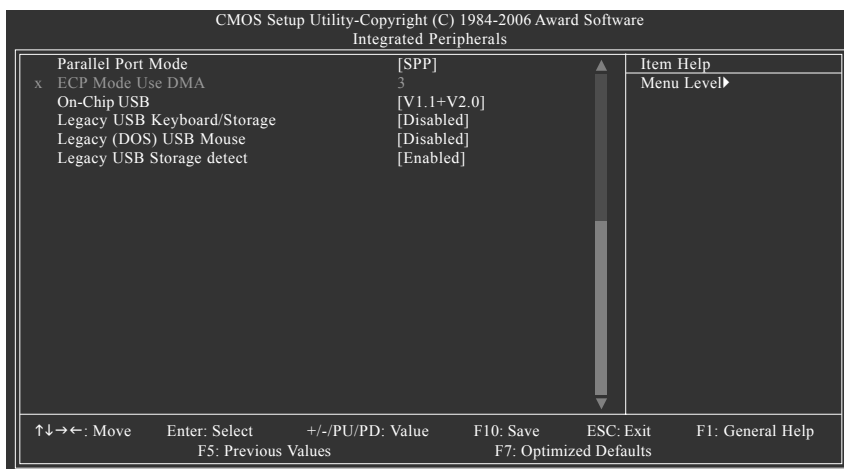 CMOS Setup Utility-Copyright (C) 1984-2006 Award Software
Integrated Peripherals
Parallel Port Mode [SPP]
x ECP Mode Use DMA 3
On-Chip USB [V1.1+V2.0]
Legacy USB Keyboard/Storage [Disabled]
Legacy (DOS) USB Mouse [Disabled]
Legacy USB Storage detect [Enabled]
Item Help
Menu Level▶
↑↓→←: Move Enter: Select +/-/PU/PD: Value F10: Save ESC: Exit F1: General Help
F5: Previous Values F7: Optimized Defaults